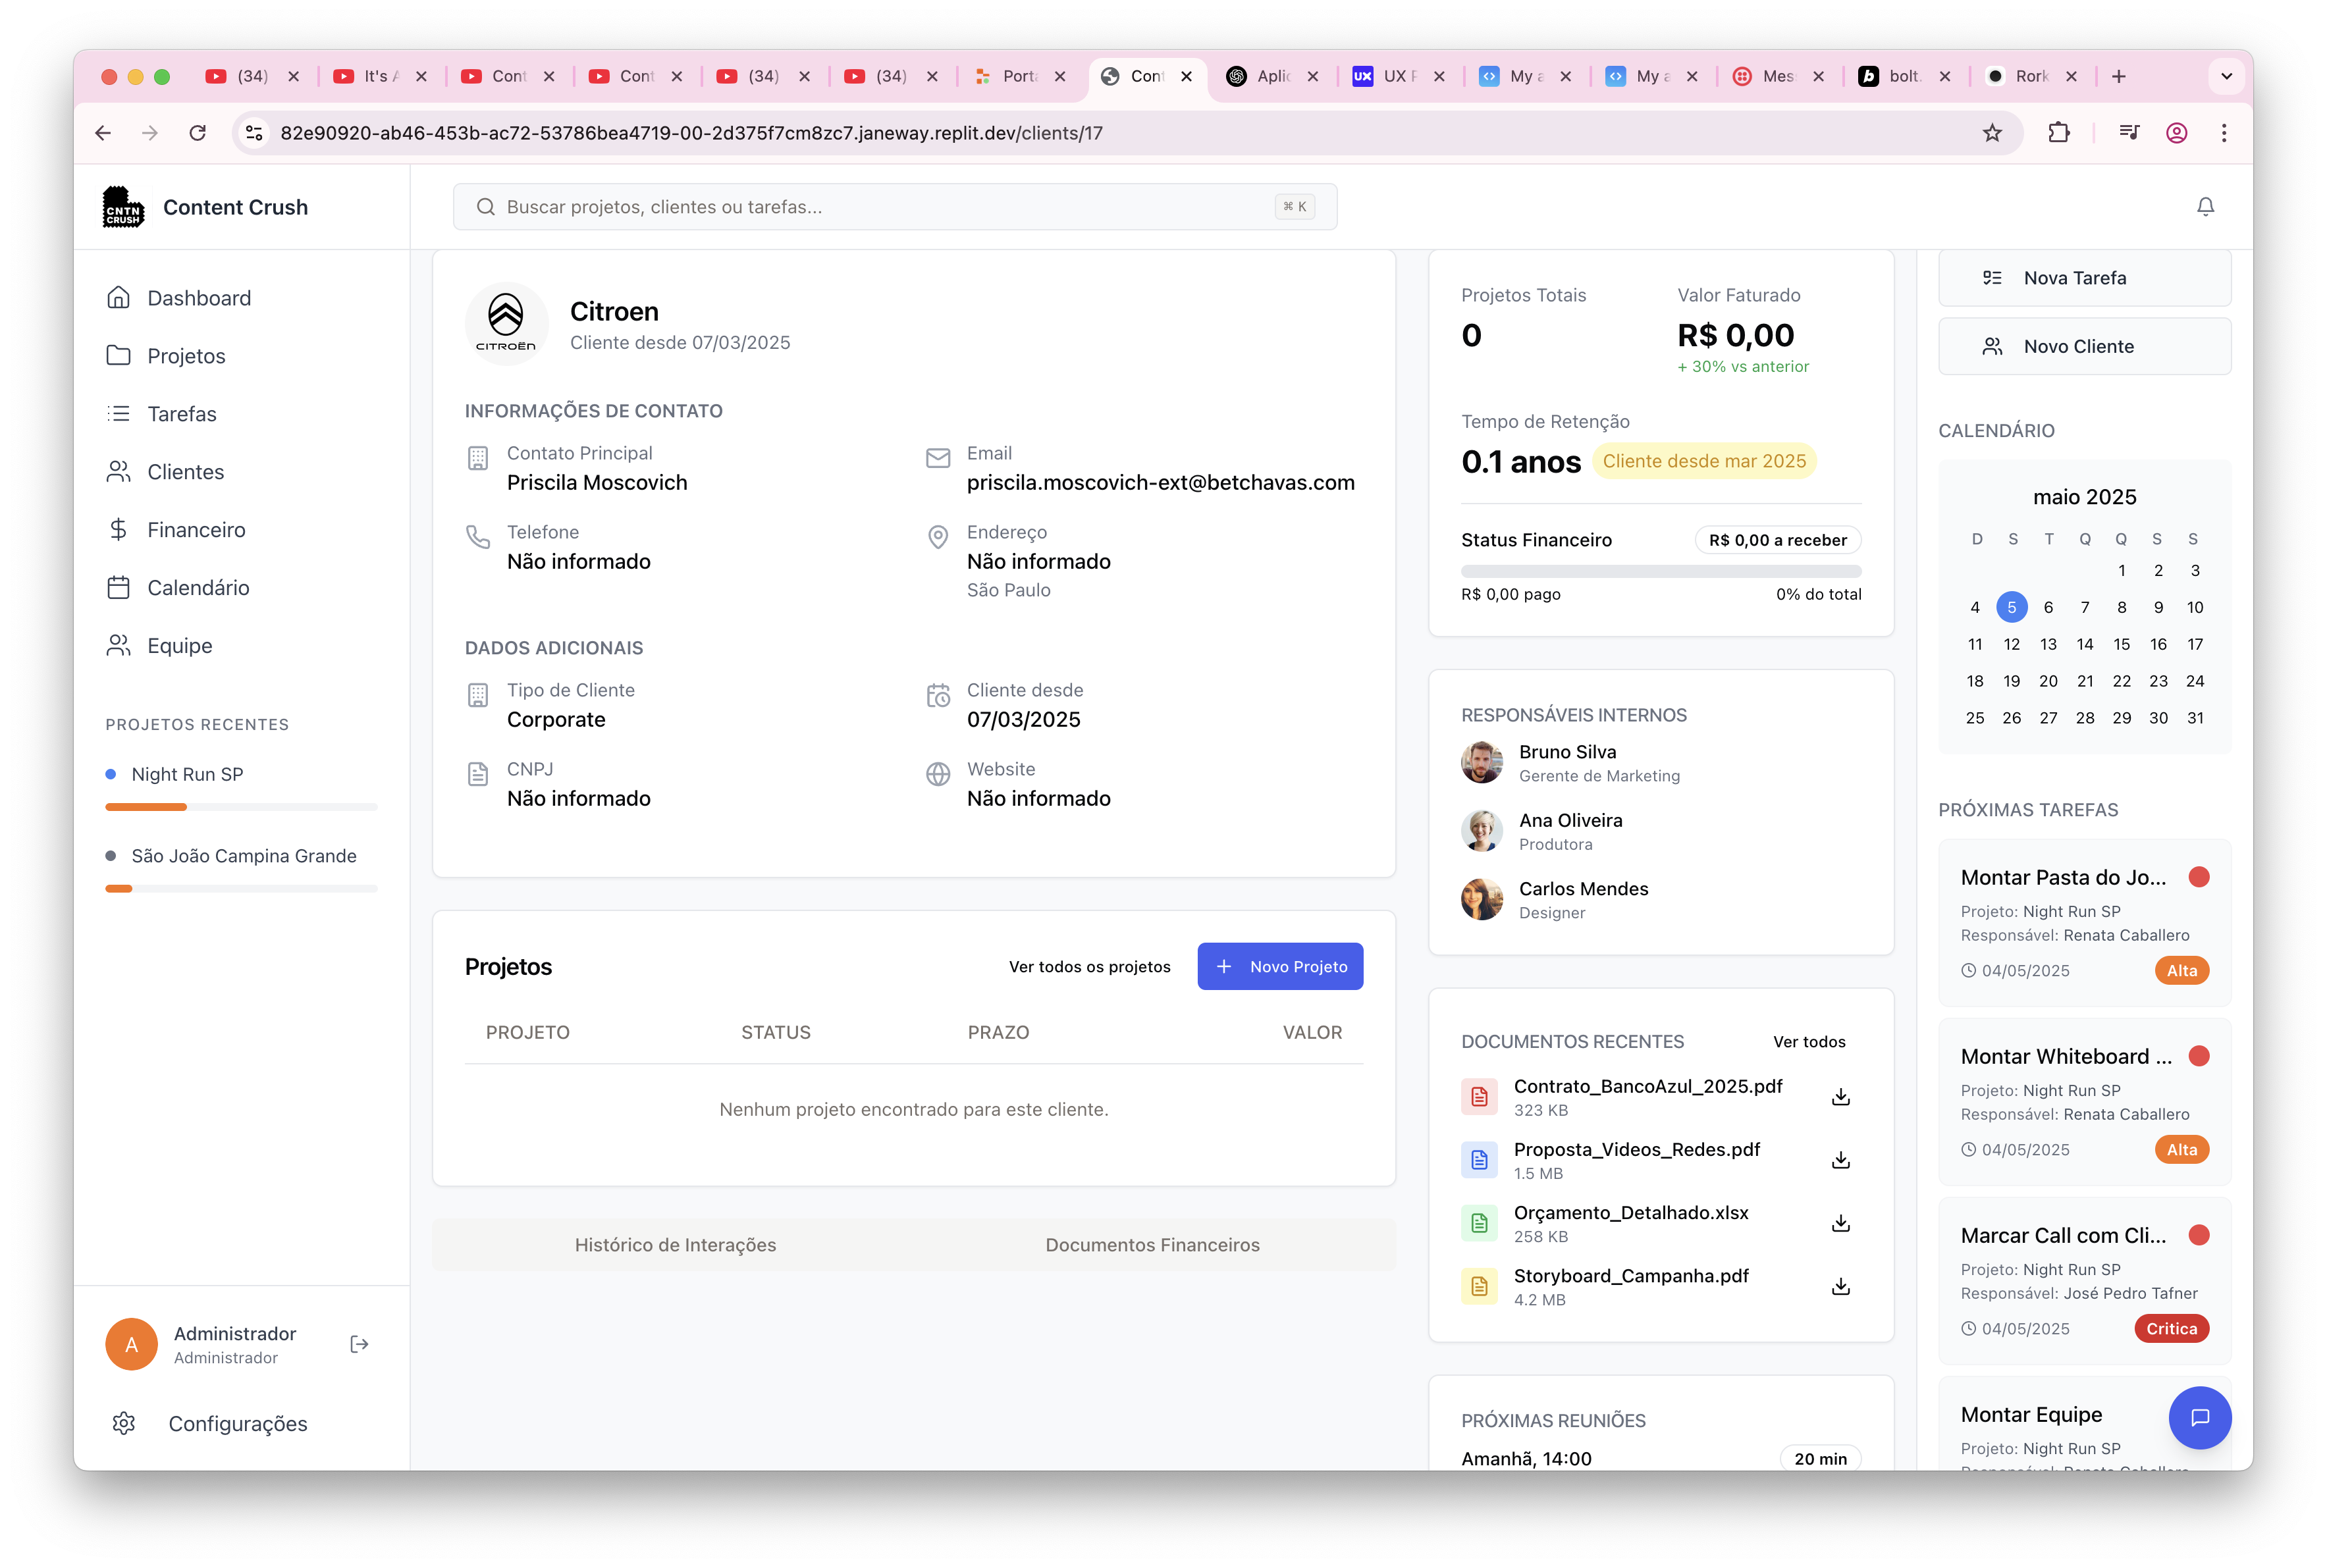 (34)
It's A
Cont
Cont
(34)
(34)
Porta
Cont
Aplic
UX
UX P
My a
My a
Mes
b
bolt.
Rork
82e90920-ab46-453b-ac72-53786bea4719-00-2d375f7cm8zc7.janeway.replit.dev/clients/17
CNTN
CRUSH
Content Crush
Buscar projetos, clientes ou tarefas...
⌘ K
Dashboard
Projetos
Tarefas
Clientes
Financeiro
Calendário
Equipe
PROJETOS RECENTES
Night Run SP
São João Campina Grande
A
Administrador
Administrador
Configurações
CITROËN
Citroen
Cliente desde 07/03/2025
INFORMAÇÕES DE CONTATO
Contato Principal
Priscila Moscovich
Email
priscila.moscovich-ext@betchavas.com
Telefone
Não informado
Endereço
Não informado
São Paulo
DADOS ADICIONAIS
Tipo de Cliente
Corporate
Cliente desde
07/03/2025
CNPJ
Não informado
Website
Não informado
Projetos
Ver todos os projetos
Novo Projeto
PROJETO STATUS PRAZO VALOR
Nenhum projeto encontrado para este cliente.
Histórico de Interações
Documentos Financeiros
Projetos Totais
0
Valor Faturado
R$ 0,00
+ 30% vs anterior
Tempo de Retenção
0.1 anos
Cliente desde mar 2025
Status Financeiro
R$ 0,00 a receber
R$ 0,00 pago
0% do total
RESPONSÁVEIS INTERNOS
Bruno Silva
Gerente de Marketing
Ana Oliveira
Produtora
Carlos Mendes
Designer
DOCUMENTOS RECENTES
Ver todos
Contrato_BancoAzul_2025.pdf
323 KB
Proposta_Videos_Redes.pdf
1.5 MB
Orçamento_Detalhado.xlsx
258 KB
Storyboard_Campanha.pdf
4.2 MB
PRÓXIMAS REUNIÕES
Amanhã, 14:00
20 min
Nova Tarefa
Novo Cliente
CALENDÁRIO
maio 2025
D S T Q Q S S
1 2 3
4 5 6 7 8 9 10
11 12 13 14 15 16 17
18 19 20 21 22 23 24
25 26 27 28 29 30 31
PRÓXIMAS TAREFAS
Montar Pasta do Jo...
Projeto: Night Run SP
Responsável: Renata Caballero
04/05/2025
Alta
Montar Whiteboard ...
Projeto: Night Run SP
Responsável: Renata Caballero
04/05/2025
Alta
Marcar Call com Cli...
Projeto: Night Run SP
Responsável: José Pedro Tafner
04/05/2025
Critica
Montar Equipe
Projeto: Night Run SP